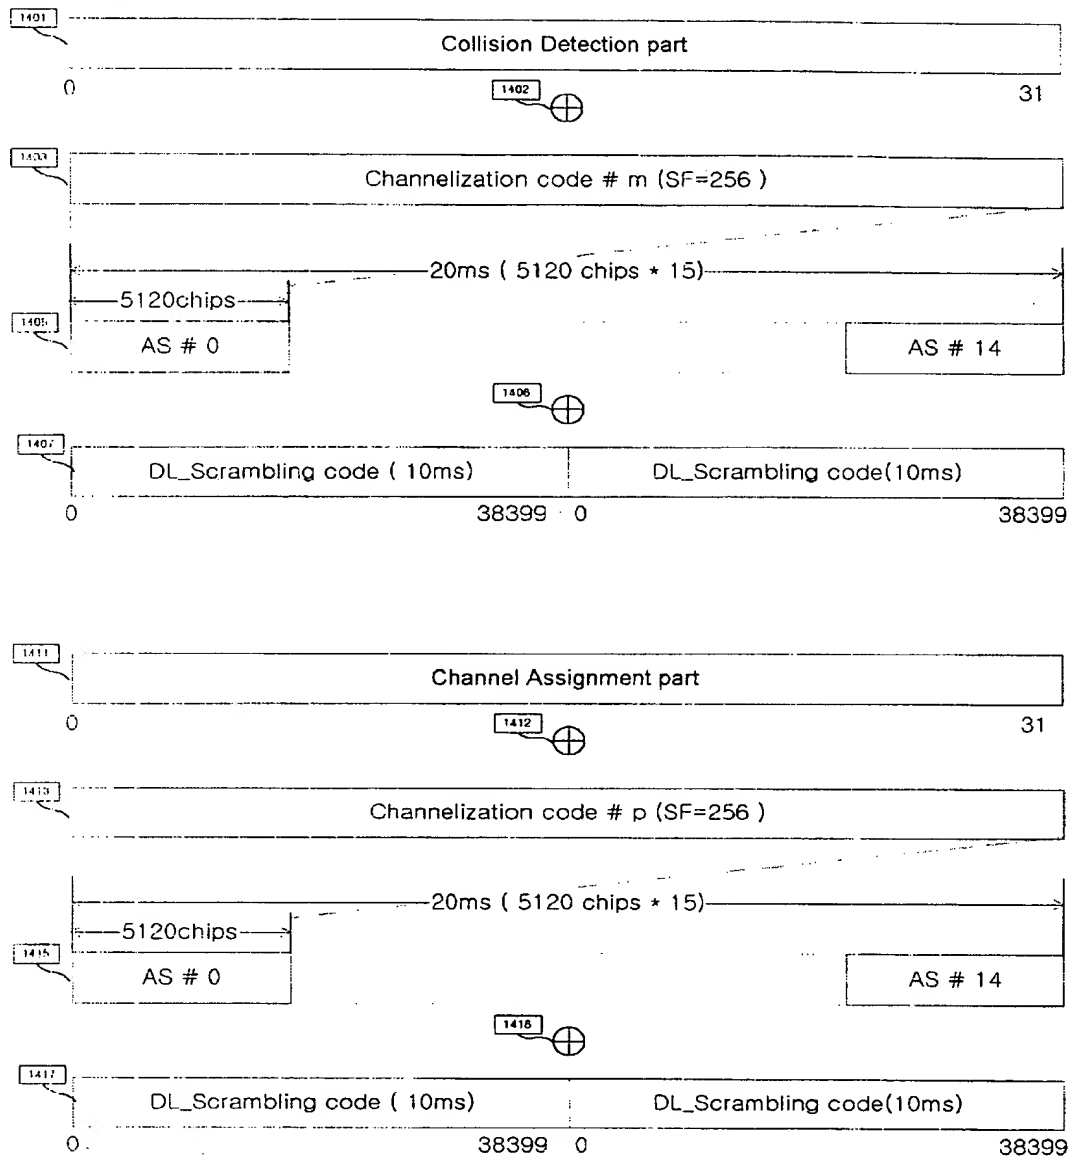 1401
Collision Detection part
0 31
1402
1403
Channelization code # m (SF=256 )
20ms ( 5120 chips * 15)
5120chips
1405
AS # 0 AS # 14
1406
1407
DL_Scrambling code ( 10ms) DL_Scrambling code(10ms)
0 38399 0 38399
1411
Channel Assignment part
0 31
1412
1413
Channelization code # p (SF=256 )
20ms ( 5120 chips * 15)
5120chips
1415
AS # 0 AS # 14
1416
1417
DL_Scrambling code ( 10ms) DL_Scrambling code(10ms)
0 38399 0 38399